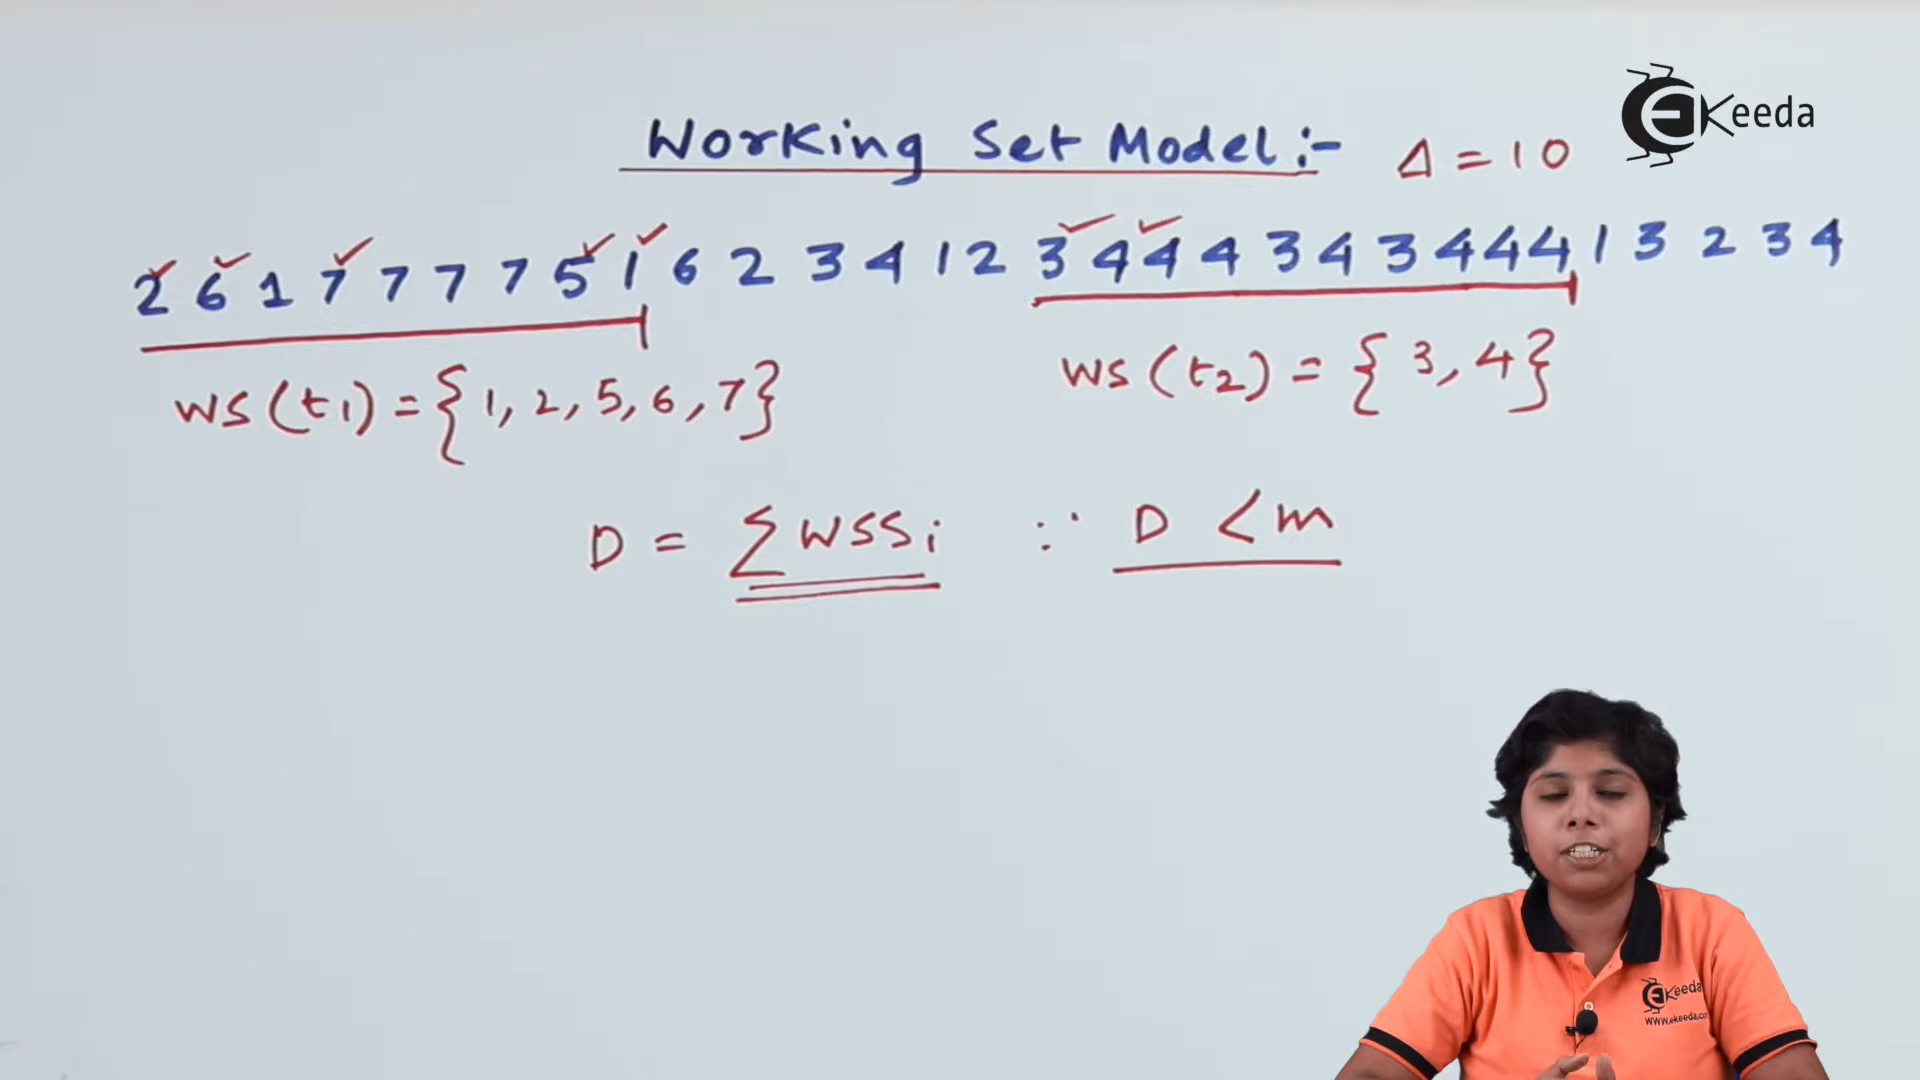 Keeda
Working Set Model :-
Δ = 10
2 6 1 7 7 7 7 5 1 6 2 3 4 1 2 3 4 4 4 3 4 3 4 4 4 1 3 2 3 4
WS (t1) = {1, 2, 5, 6, 7}
WS (t2) = { 3, 4}
D = Σ WSSi ∵ D < m
Keeda
www.ekeeda.co